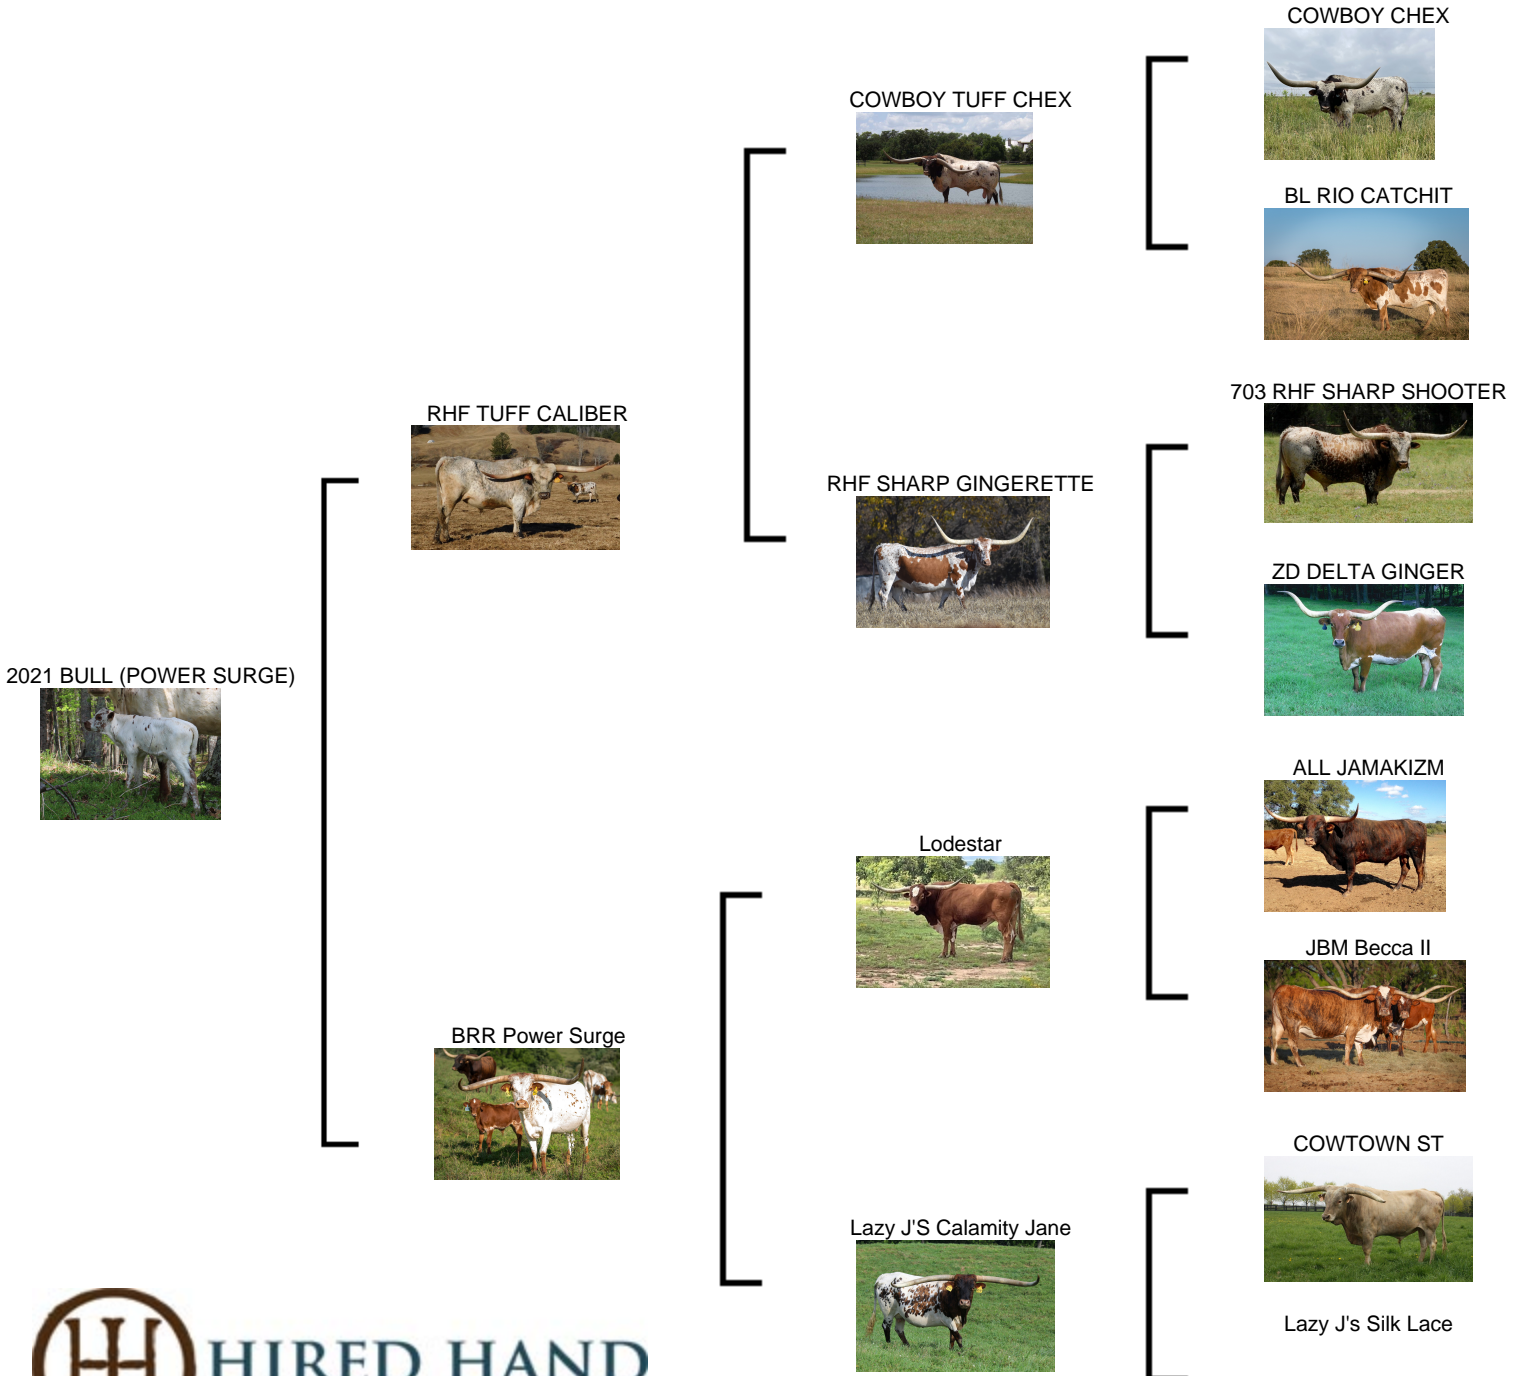 COWBOY CHEX
COWBOY TUFF CHEX
BL RIO CATCHIT
703 RHF SHARP SHOOTER
RHF TUFF CALIBER
RHF SHARP GINGERETTE
ZD DELTA GINGER
2021 BULL (POWER SURGE)
ALL JAMAKIZM
Lodestar
JBM Becca II
BRR Power Surge
COWTOWN ST
Lazy J'S Calamity Jane
Lazy J's Silk Lace
HIRED HAND